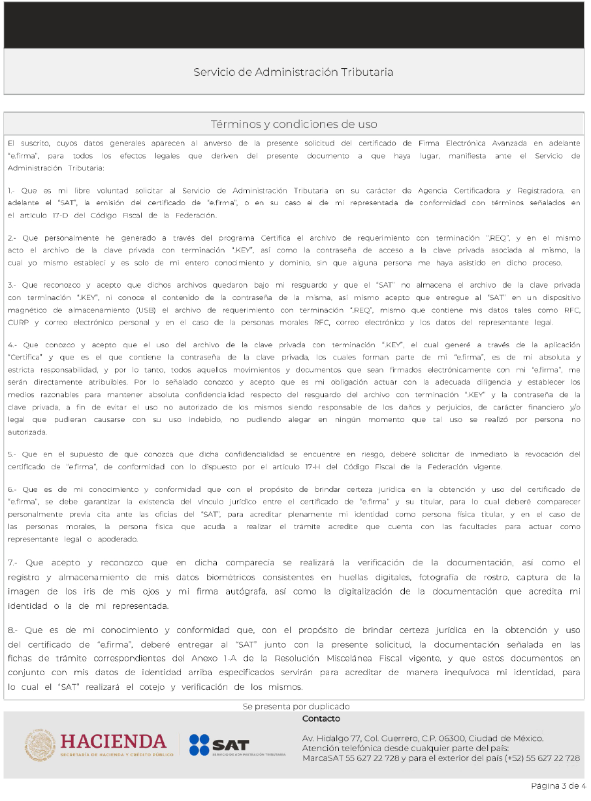 Servicio de Administración Tributaria
Términos y condiciones de uso
El suscrito, cuyos datos generales aparecen al anverso de la presente solicitud del certificado de Firma Electrónica Avanzada en adelante
"e.firma", para todos los efectos legales que deriven del presente documento a que haya lugar, manifiesta ante el Servicio de
Administración Tributaria:
1.- Que es mi libre voluntad solicitar al Servicio de Administración Tributaria en su carácter de Agencia Certificadora y Registradora, en
adelante el "SAT", la emisión del certificado de "e.firma", o en su caso el de mi representada de conformidad con términos señalados en
el artículo 17-D del Código Fiscal de la Federación.
2.- Que personalmente he generado a través del programa Certifica el archivo de requerimiento con terminación ".REQ", y en el mismo
acto el archivo de la clave privada con terminación ".KEY", así como la contraseña de acceso a la clave privada asociada al mismo, la
cual yo mismo establecí y es solo de mi entero conocimiento y dominio, sin que alguna persona me haya asistido en dicho proceso.
3.- Que reconozco y acepto que dichos archivos quedaron bajo mi resguardo y que el "SAT" no almacena el archivo de la clave privada
con terminación ".KEY", ni conoce el contenido de la contraseña de la misma, así mismo acepto que entregue al "SAT" en un dispositivo
magnético de almacenamiento (USB) el archivo de requerimiento con terminación ".REQ", mismo que contiene mis datos tales como RFC,
CURP y correo electrónico personal y en el caso de la personas morales RFC, correo electrónico y los datos del representante legal.
4.- Que conozco y acepto que el uso del archivo de la clave privada con terminación ".KEY", el cual generé a través de la aplicación
"Certifica" y que es el que contiene la contraseña de la clave privada, los cuales forman parte de mi "e.firma", es de mi absoluta y
estricta responsabilidad, y por lo tanto, todos aquellos movimientos y documentos que sean firmados electrónicamente con mi "e.firma", me
serán directamente atribuibles. Por lo señalado conozco y acepto que es mi obligación actuar con la adecuada diligencia y establecer los
medios razonables para mantener absoluta confidencialidad respecto del resguardo del archivo con terminación ".KEY" y la contraseña de la
clave privada, a fin de evitar el uso no autorizado de los mismos siendo responsable de los daños y perjuicios, de carácter financiero y/o
legal que pudieran causarse con su uso indebido, no pudiendo alegar en ningún momento que tal uso se realizó por persona no
autorizada.
5.- Que en el supuesto de que conozca que dicha confidencialidad se encuentre en riesgo, deberé solicitar de inmediato la revocación del
certificado de "e.firma", de conformidad con lo dispuesto por el artículo 17-H del Código Fiscal de la Federación vigente.
6.- Que es de mi conocimiento y conformidad que con el propósito de brindar certeza jurídica en la obtención y uso del certificado de
"e.firma", se debe garantizar la existencia del vínculo jurídico entre el certificado de "e.firma" y su titular, para lo cual deberé comparecer
personalmente previa cita ante las oficias del "SAT", para acreditar plenamente mi identidad como persona física titular, y en el caso de
las personas morales, la persona física que acuda a realizar el trámite acredite que cuenta con las facultades para actuar como
representante legal o apoderado.
7.- Que acepto y reconozco que en dicha comparecía se realizará la verificación de la documentación, así como el
registro y almacenamiento de mis datos biométricos consistentes en huellas digitales, fotografía de rostro, captura de la
imagen de los iris de mis ojos y mi firma autógrafa, así como la digitalización de la documentación que acredita mi
identidad o la de mi representada.
8.- Que es de mi conocimiento y conformidad que, con el propósito de brindar certeza jurídica en la obtención y uso
del certificado de "e.firma", deberé entregar al "SAT" junto con la presente solicitud, la documentación señalada en las
fichas de trámite correspondientes del Anexo 1-A de la Resolución Miscelánea Fiscal vigente, y que estos documentos en
conjunto con mis datos de identidad arriba especificados servirán para acreditar de manera inequívoca mi identidad, para
lo cual el "SAT" realizará el cotejo y verificación de los mismos.
Se presenta por duplicado
Contacto
HACIENDA
SECRETARÍA DE HACIENDA Y CRÉDITO PÚBLICO
SAT
SERVICIO DE ADMINISTRACIÓN TRIBUTARIA
Av. Hidalgo 77, Col. Guerrero, C.P. 06300, Ciudad de México.
Atención telefónica desde cualquier parte del país:
MarcaSAT 55 627 22 728 y para el exterior del país (+52) 55 627 22 728
Página 3 de 4